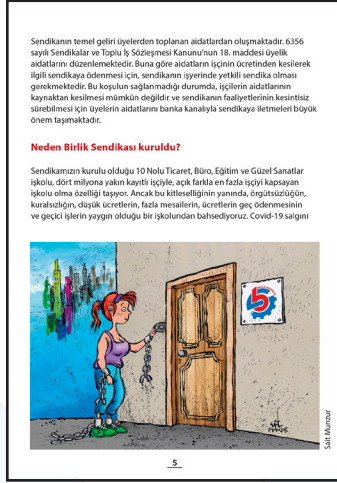 Sendikanın temel geliri üyelerden toplanan aidatlardan oluşmaktadır. 6356
sayılı Sendikalar ve Toplu İş Sözleşmesi Kanunu'nun 18. maddesi üyelik
aidatlarını düzenlemektedir. Buna göre aidatların işçinin ücretinden kesilerek
ilgili sendikaya ödenmesi için, sendikanın işyerinde yetkili sendika olması
gerekmektedir. Bu koşulun sağlanmadığı durumda, işçilerin aidatlarının
kaynaktan kesilmesi mümkün değildir ve sendikanın faaliyetlerinin kesintisiz
sürebilmesi için üyelerin aidatlarını banka kanalıyla sendikaya iletmeleri büyük
önem taşımaktadır.
Neden Birlik Sendikası kuruldu?
Sendikamızın kurulu olduğu 10 Nolu Ticaret, Büro, Eğitim ve Güzel Sanatlar
işkolu, dört milyona yakın kayıtlı işçiyle, açık farkla en fazla işçiyi kapsayan
işkolu olma özelliği taşıyor. Ancak bu kitleselliğinin yanında, örgütsüzlüğün,
kuralsızlığın, düşük ücretlerin, fazla mesailerin, ücretlerin geç ödenmesinin
ve geçici işlerin yaygın olduğu bir işkolundan bahsediyoruz. Covid-19 salgını
Sait Munzur
5